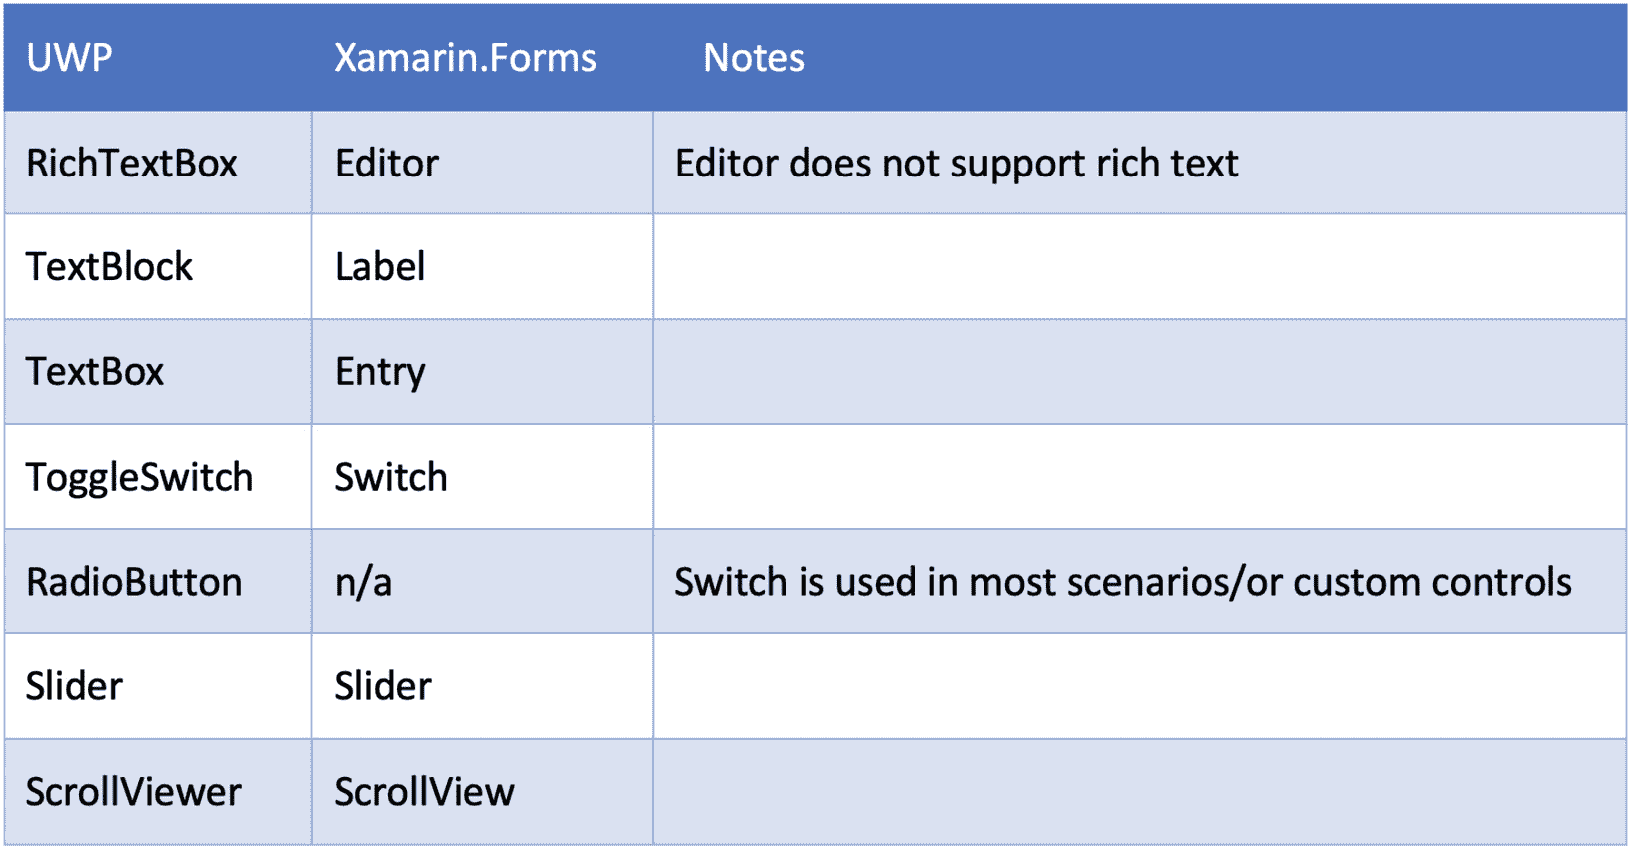 UWP Xamarin.Forms Notes
RichTextBox Editor Editor does not support rich text
TextBlock Label
TextBox Entry
ToggleSwitch Switch
RadioButton n/a Switch is used in most scenarios/or custom controls
Slider Slider
ScrollViewer ScrollView